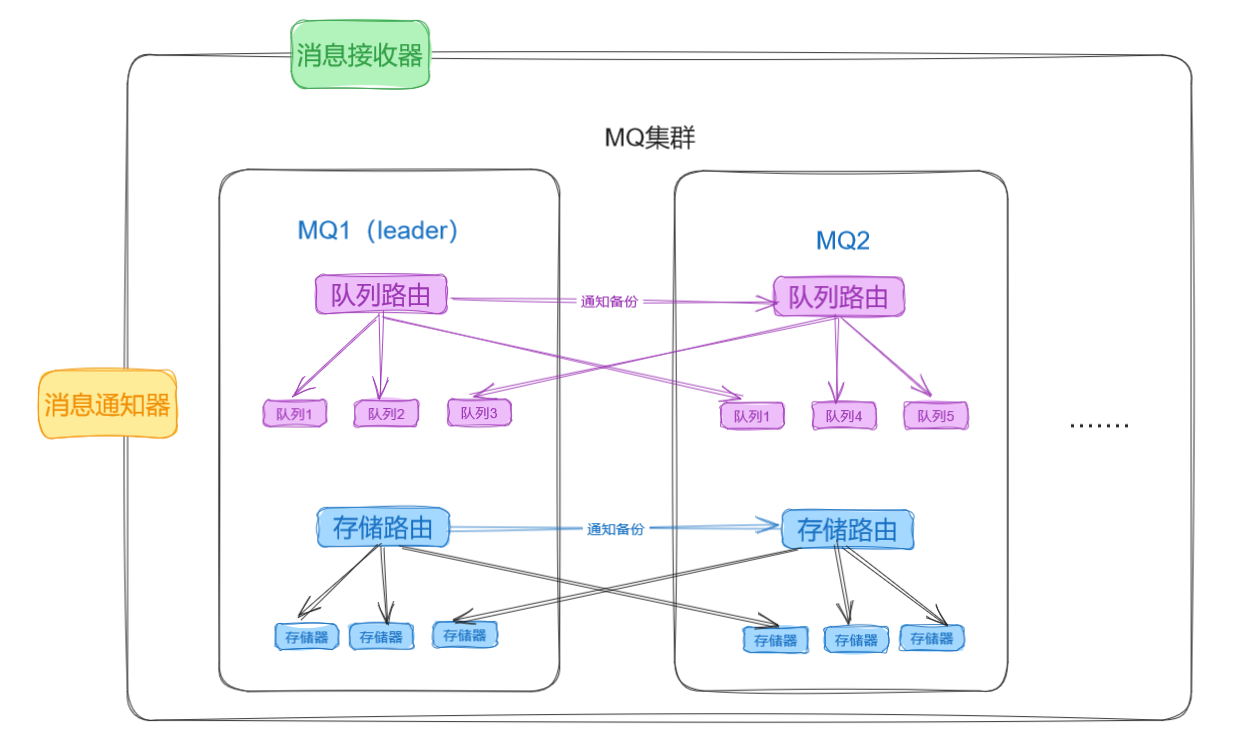 消息接收器
MQ集群
MQ1（leader）
MQ2
队列路由
通知备份
队列路由
消息通知器
队列1
队列2
队列3
队列1
队列4
队列5
.......
存储路由
通知备份
存储路由
存储器
存储器
存储器
存储器
存储器
存储器